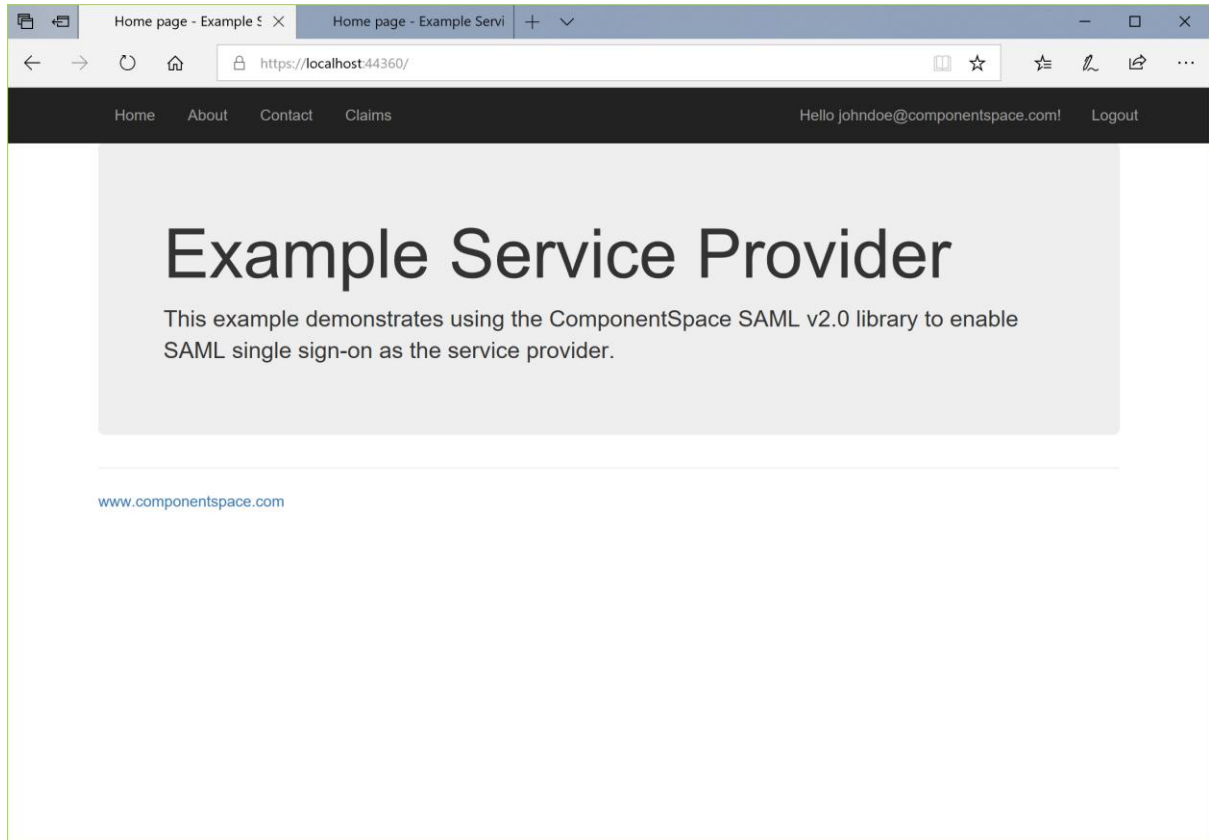 Home page - Example S
Home page - Example Servi
https://localhost:44360/
Home About Contact Claims Hello johndoe@componentspace.com! Logout
Example Service Provider
This example demonstrates using the ComponentSpace SAML v2.0 library to enable
SAML single sign-on as the service provider.
www.componentspace.com